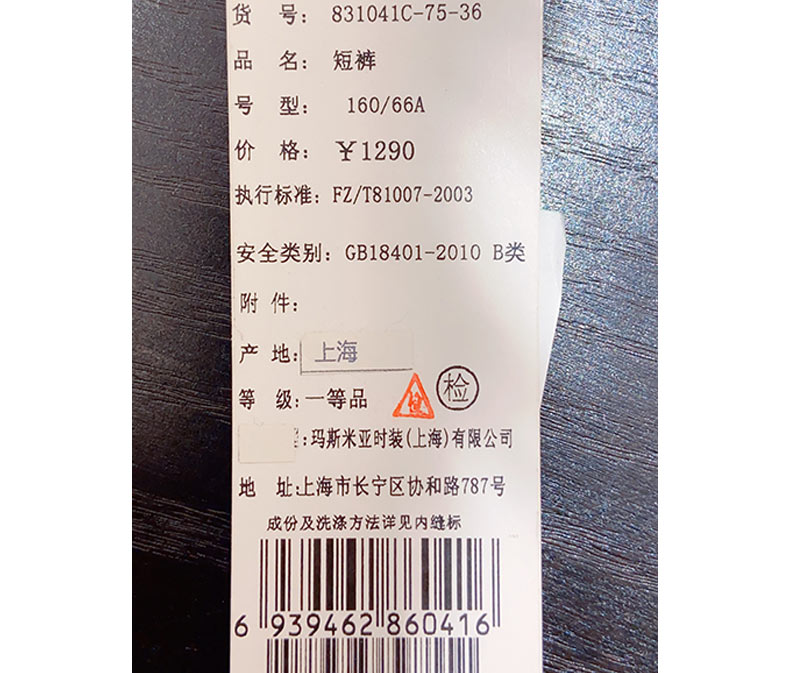 货 号: 831041C-75-36
品 名: 短裤
号 型: 160/66A
价 格: ￥1290
执行标准: FZ/T81007-2003
安全类别: GB18401-2010 B类
附 件:
产 地: 上海
等 级: 一等品 检
:玛斯米亚时装(上海)有限公司
地 址:上海市长宁区协和路787号
成份及洗涤方法详见内缝标
6 939462 860416